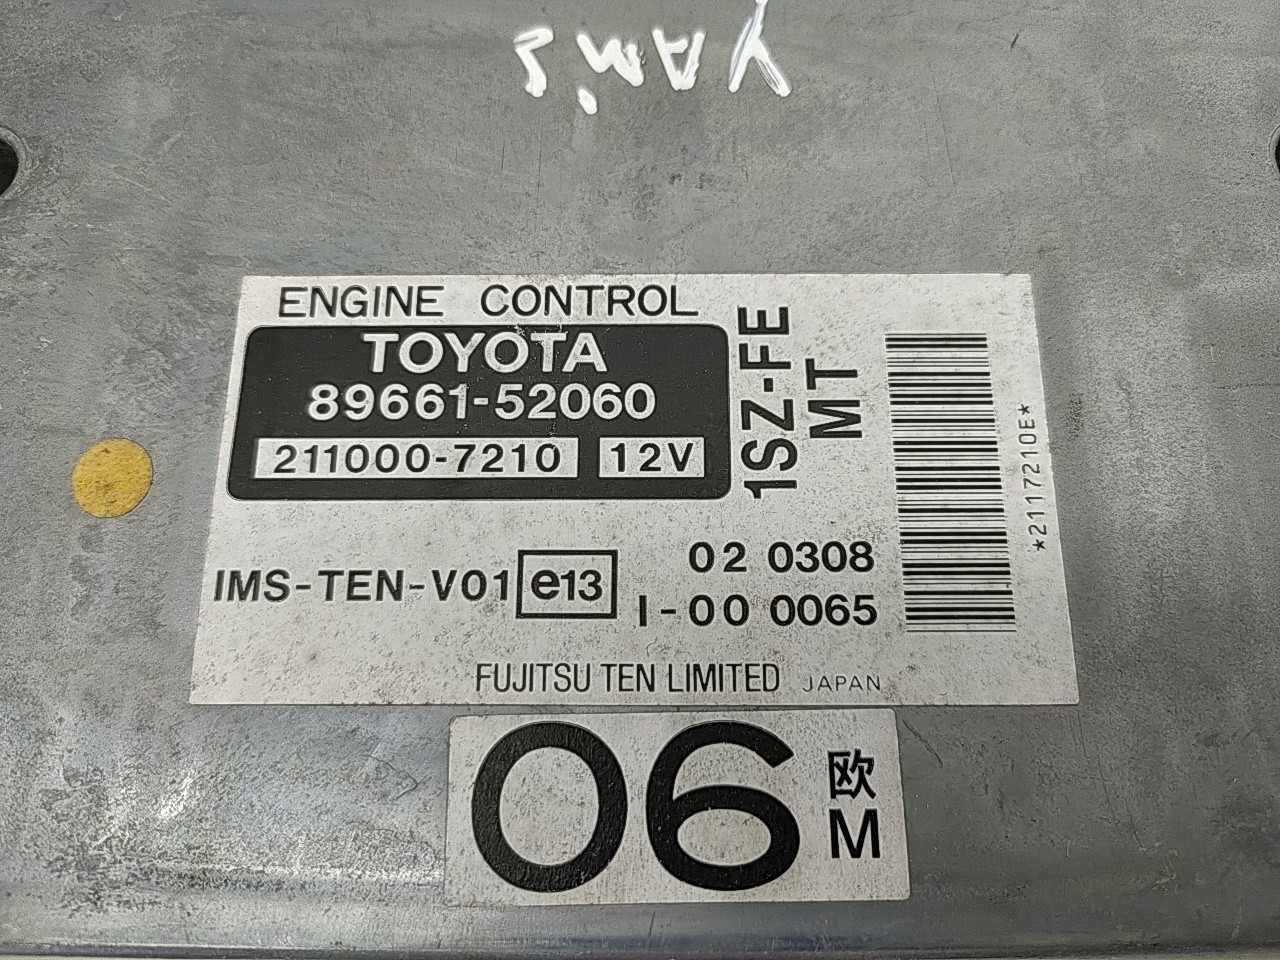 Yaris
ENGINE CONTROL
TOYOTA
89661-52060
211000-7210 12V
1SZ-FE
MT
*2117210E*
IMS-TEN-V01 e13
02 0308
I-00 0065
FUJITSU TEN LIMITED JAPAN
06 欧
M